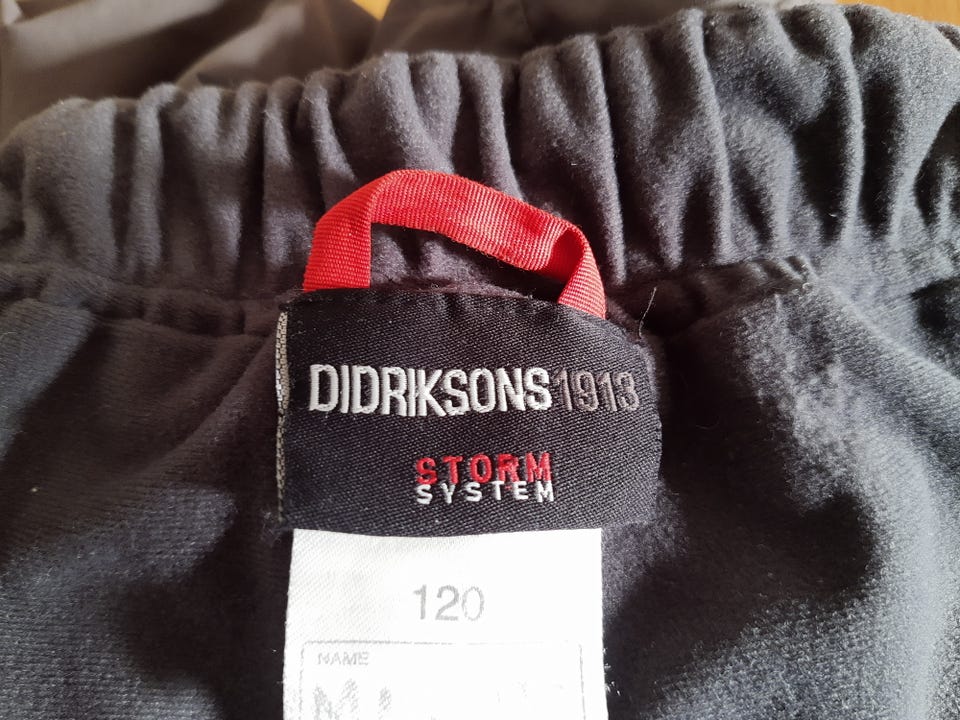 DIDRIKSONS1913
STORM
SYSTEM
120
NAME